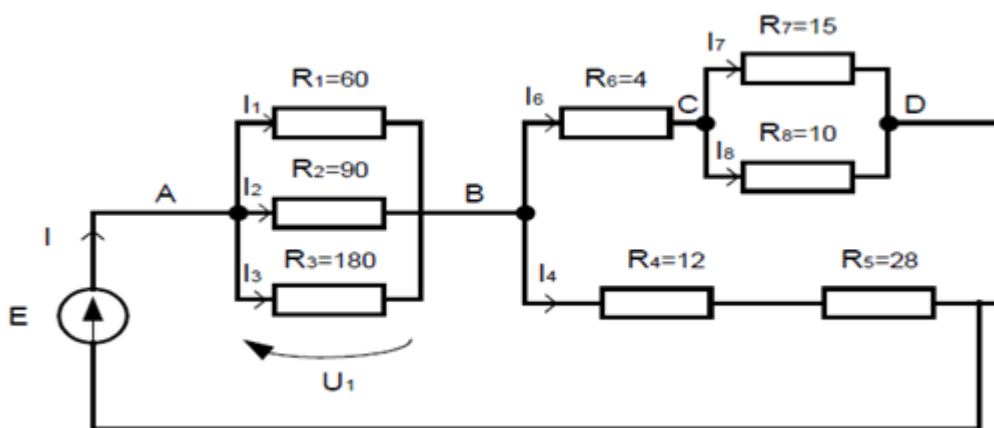 R7=15
I7
R1=60
R6=4
I6
C
D
I1
R2=90
R8=10
I8
A
I2
B
I
R3=180
I3
R4=12
R5=28
I4
E
U1